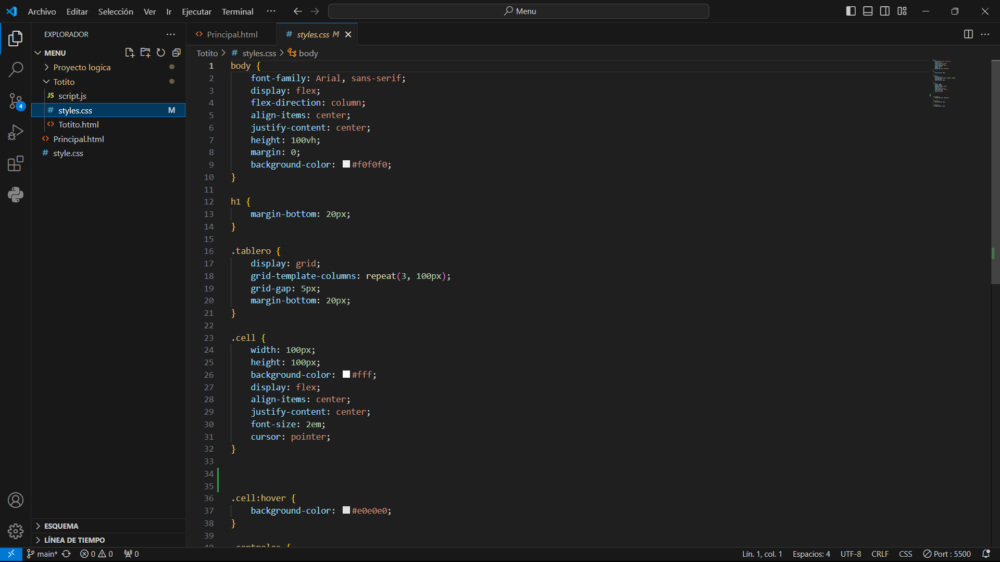 Archivo Editar Selección Ver Ir Ejecutar Terminal ··· Menu
EXPLORADOR ···
MENU
Proyecto logica
Totito
JS script.js
# styles.css M
<> Totito.html
<> Principal.html
# style.css
ESQUEMA
LÍNEA DE TIEMPO
4
<> Principal.html
# styles.css M
Totito > # styles.css > body
1 body {
2     font-family: Arial, sans-serif;
3     display: flex;
4     flex-direction: column;
5     align-items: center;
6     justify-content: center;
7     height: 100vh;
8     margin: 0;
9     background-color: #f0f0f0;
10 }
11
12 h1 {
13     margin-bottom: 20px;
14 }
15
16 .tablero {
17     display: grid;
18     grid-template-columns: repeat(3, 100px);
19     grid-gap: 5px;
20     margin-bottom: 20px;
21 }
22
23 .cell {
24     width: 100px;
25     height: 100px;
26     background-color: #fff;
27     display: flex;
28     align-items: center;
29     justify-content: center;
30     font-size: 2em;
31     cursor: pointer;
32 }
33
34
35
36 .cell:hover {
37     background-color: #e0e0e0;
38 }
39
40 .controles {
main* 0 0 0 Lín. 1, col. 1 Espacios: 4 UTF-8 CRLF CSS Port : 5500